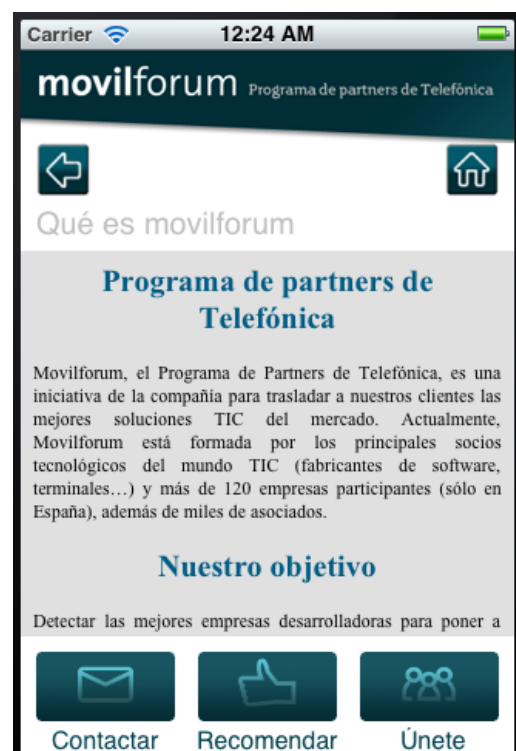 Carrier 12:24 AM
movilforum Programa de partners de Telefónica
Qué es movilforum
Programa de partners de
Telefónica
Movilforum, el Programa de Partners de Telefónica, es una
iniciativa de la compañía para trasladar a nuestros clientes las
mejores soluciones TIC del mercado. Actualmente,
Movilforum está formada por los principales socios
tecnológicos del mundo TIC (fabricantes de software,
terminales…) y más de 120 empresas participantes (sólo en
España), además de miles de asociados.
Nuestro objetivo
Detectar las mejores empresas desarrolladoras para poner a
Contactar Recomendar Únete